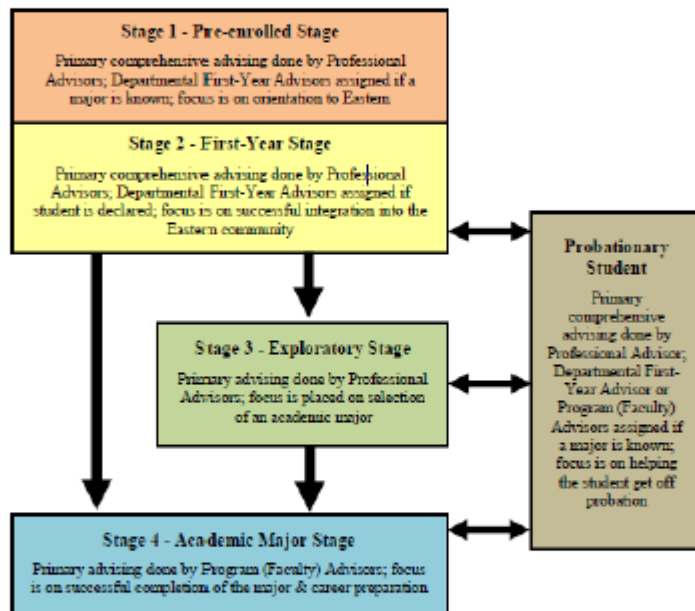 Stage 1 - Pre-enrolled Stage
Primary comprehensive advising done by Professional
Advisors; Departmental First-Year Advisors assigned if a
major is known; focus is on orientation to Eastern
Stage 2 - First-Year Stage
Primary comprehensive advising done by Professional
Advisors; Departmental First-Year Advisors assigned if
student is declared; focus is on successful integration into the
Eastern community
Stage 3 - Exploratory Stage
Primary advising done by Professional
Advisors; focus is placed on selection
of an academic major
Stage 4 - Academic Major Stage
Primary advising done by Program (Faculty) Advisors; focus
is on successful completion of the major & career preparation
Probationary
Student
Primary
comprehensive
advising done by
Professional Advisor;
Departmental First-
Year Advisor or
Program (Faculty)
Advisors assigned if
a major is known;
focus is on helping
the student get off
probation